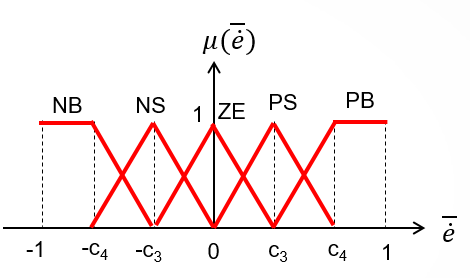 μ(ė̅)
NB NS 1 ZE PS PB
-1 -c₄ -c₃ 0 c₃ c₄ 1 ė̅